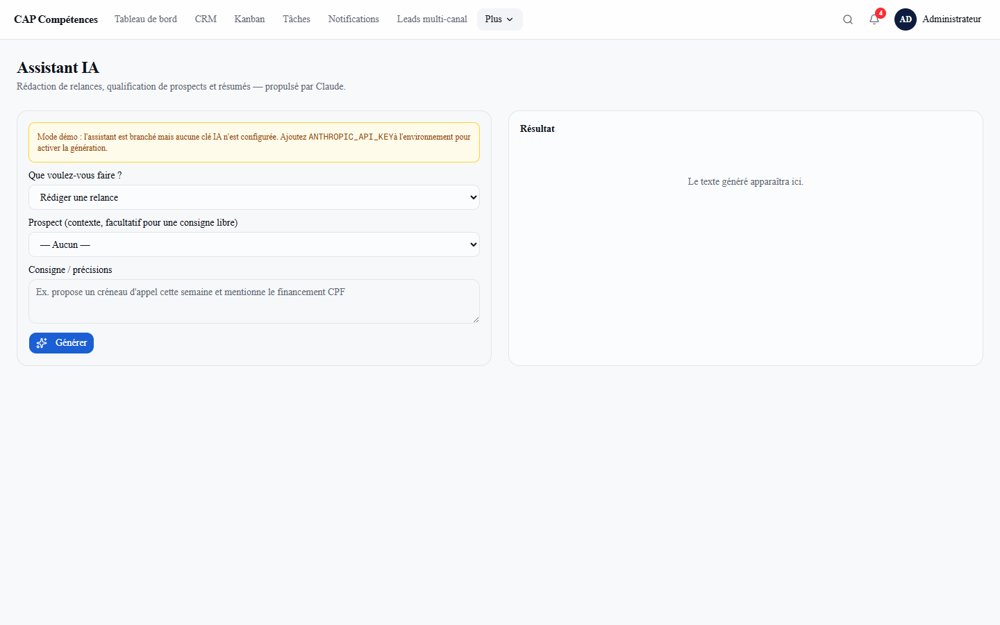 CAP Compétences Tableau de bord CRM Kanban Tâches Notifications Leads multi-canal Plus 4 AD Administrateur
Assistant IA
Rédaction de relances, qualification de prospects et résumés — propulsé par Claude.
Mode démo : l'assistant est branché mais aucune clé IA n'est configurée. Ajoutez ANTHROPIC_API_KEYà l'environnement pour
activer la génération.
Que voulez-vous faire ?
Rédiger une relance
Prospect (contexte, facultatif pour une consigne libre)
— Aucun —
Consigne / précisions
Ex. propose un créneau d'appel cette semaine et mentionne le financement CPF
Générer
Résultat
Le texte généré apparaîtra ici.